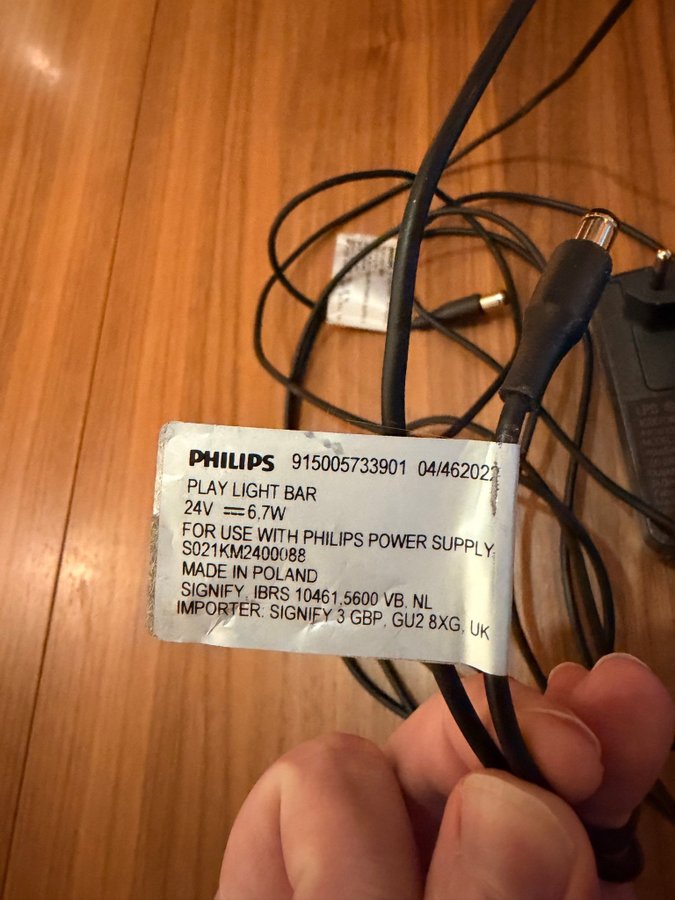 PHILIPS 915005733901 04/462022
PLAY LIGHT BAR
24V ⎓ 6,7W
FOR USE WITH PHILIPS POWER SUPPLY
S021KM2400088
MADE IN POLAND
SIGNIFY, IBRS 10461,5600 VB, NL
IMPORTER: SIGNIFY 3 GBP, GU2 8XG, UK
LPS